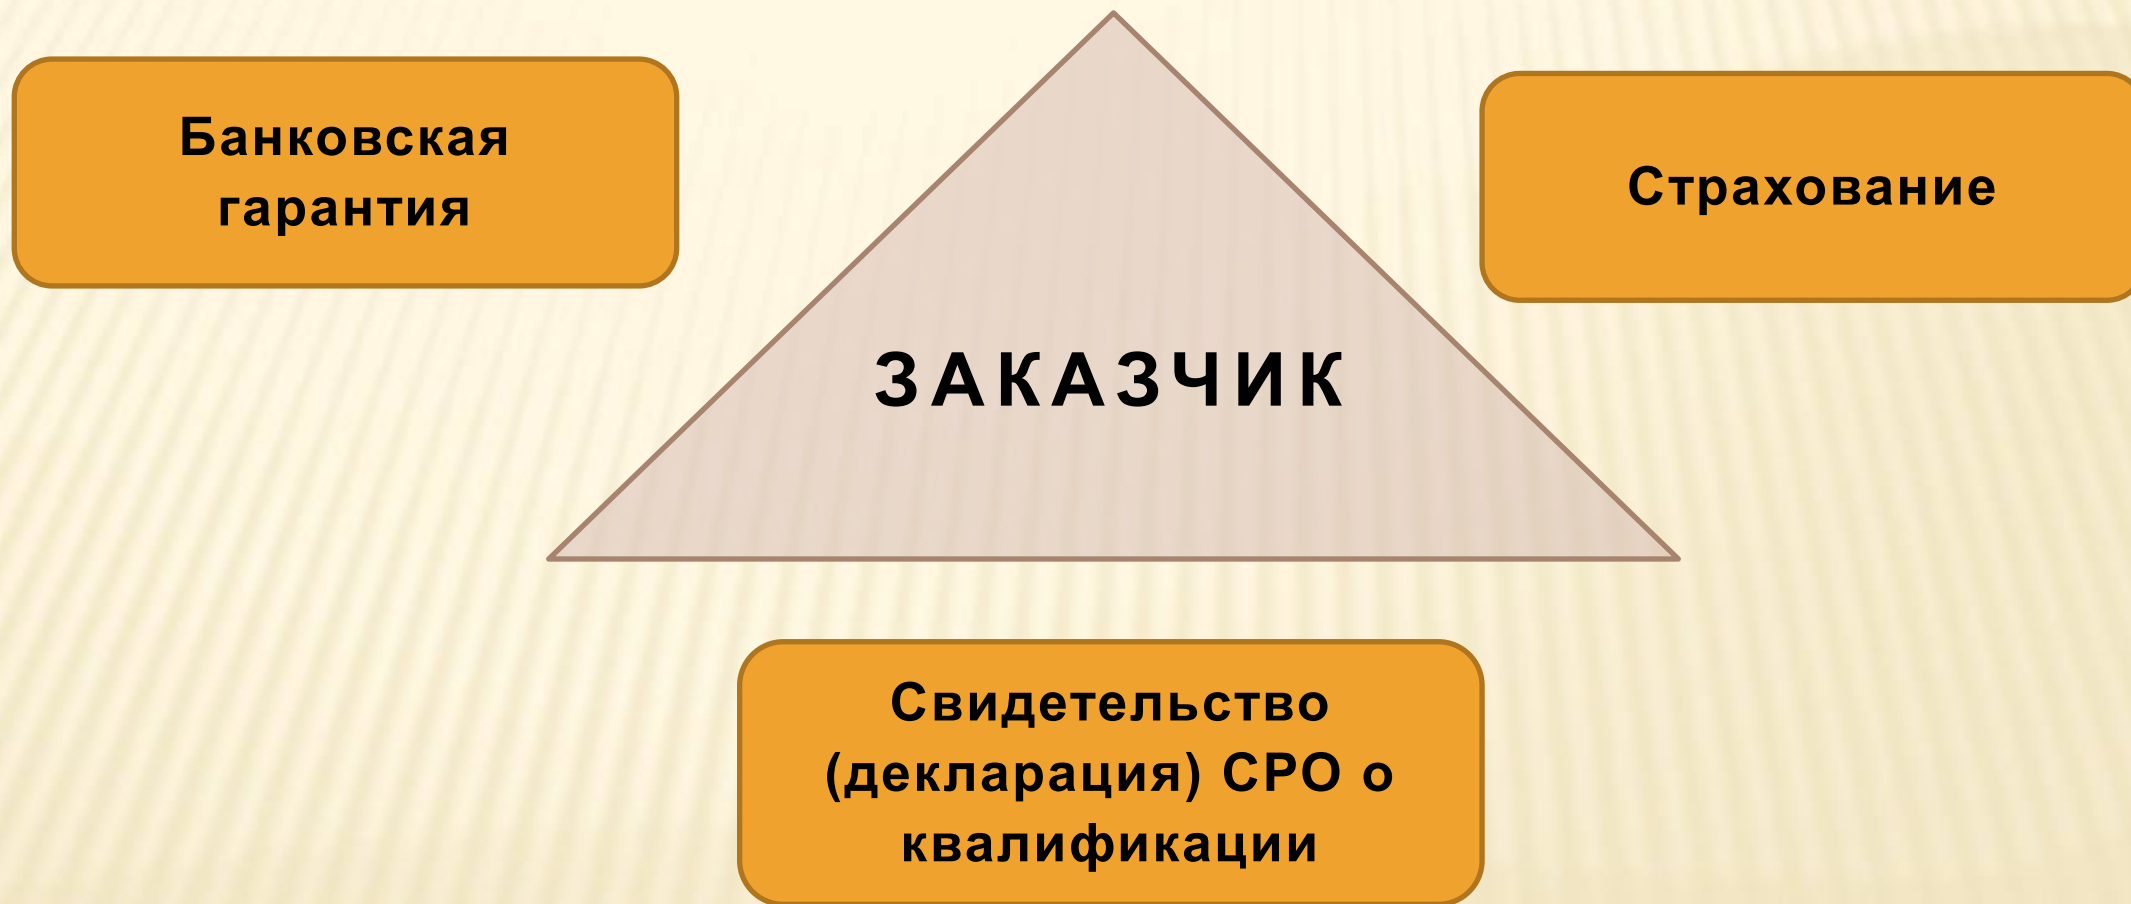 Банковская
гарантия
Страхование
ЗАКАЗЧИК
Свидетельство
(декларация) СРО о
квалификации